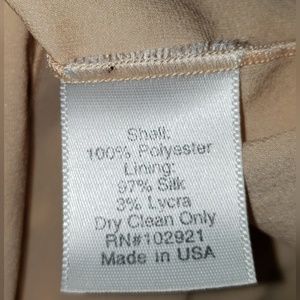 Shell:
100% Polyester
Lining:
97% Silk
3% Lycra
Dry Clean Only
RN#102921
Made in USA